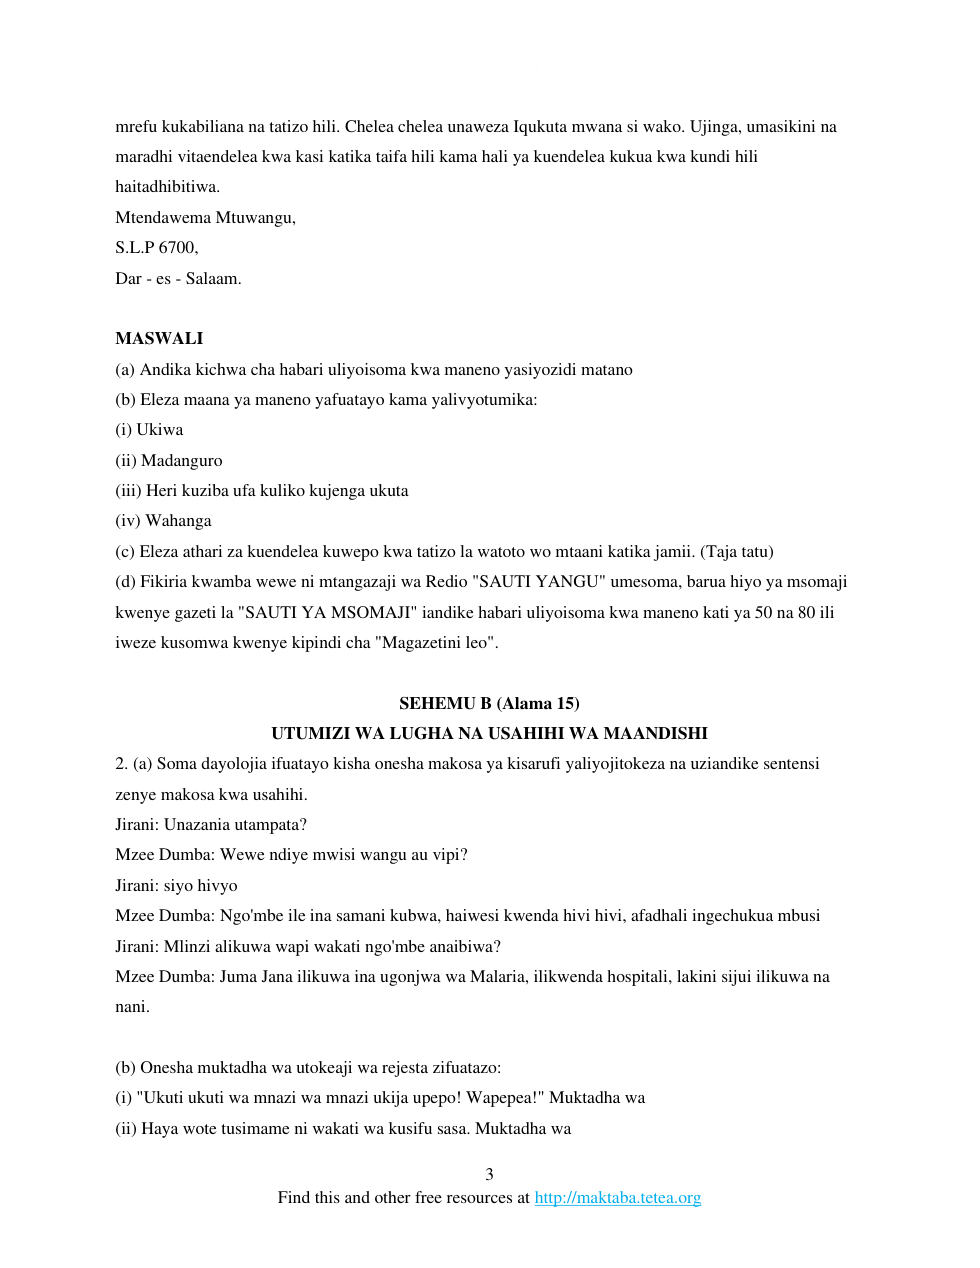 mrefu kukabiliana na tatizo hili. Chelea chelea unaweza Iqukuta mwana si wako. Ujinga, umasikini na
maradhi vitaendelea kwa kasi katika taifa hili kama hali ya kuendelea kukua kwa kundi hili
haitadhibitiwa.
Mtendawema Mtuwangu,
S.L.P 6700,
Dar - es - Salaam.
MASWALI
(a) Andika kichwa cha habari uliyoisoma kwa maneno yasiyozidi matano
(b) Eleza maana ya maneno yafuatayo kama yalivyotumika:
(i) Ukiwa
(ii) Madanguro
(iii) Heri kuziba ufa kuliko kujenga ukuta
(iv) Wahanga
(c) Eleza athari za kuendelea kuwepo kwa tatizo la watoto wo mtaani katika jamii. (Taja tatu)
(d) Fikiria kwamba wewe ni mtangazaji wa Redio "SAUTI YANGU" umesoma, barua hiyo ya msomaji
kwenye gazeti la "SAUTI YA MSOMAJI" iandike habari uliyoisoma kwa maneno kati ya 50 na 80 ili
iweze kusomwa kwenye kipindi cha "Magazetini leo".
SEHEMU B (Alama 15)
UTUMIZI WA LUGHA NA USAHIHI WA MAANDISHI
2. (a) Soma dayolojia ifuatayo kisha onesha makosa ya kisarufi yaliyojitokeza na uziandike sentensi
zenye makosa kwa usahihi.
Jirani: Unazania utampata?
Mzee Dumba: Wewe ndiye mwisi wangu au vipi?
Jirani: siyo hivyo
Mzee Dumba: Ngo'mbe ile ina samani kubwa, haiwesi kwenda hivi hivi, afadhali ingechukua mbusi
Jirani: Mlinzi alikuwa wapi wakati ngo'mbe anaibiwa?
Mzee Dumba: Juma Jana ilikuwa ina ugonjwa wa Malaria, ilikwenda hospitali, lakini sijui ilikuwa na
nani.
(b) Onesha muktadha wa utokeaji wa rejesta zifuatazo:
(i) "Ukuti ukuti wa mnazi wa mnazi ukija upepo! Wapepea!" Muktadha wa
(ii) Haya wote tusimame ni wakati wa kusifu sasa. Muktadha wa
3
Find this and other free resources at http://maktaba.tetea.org